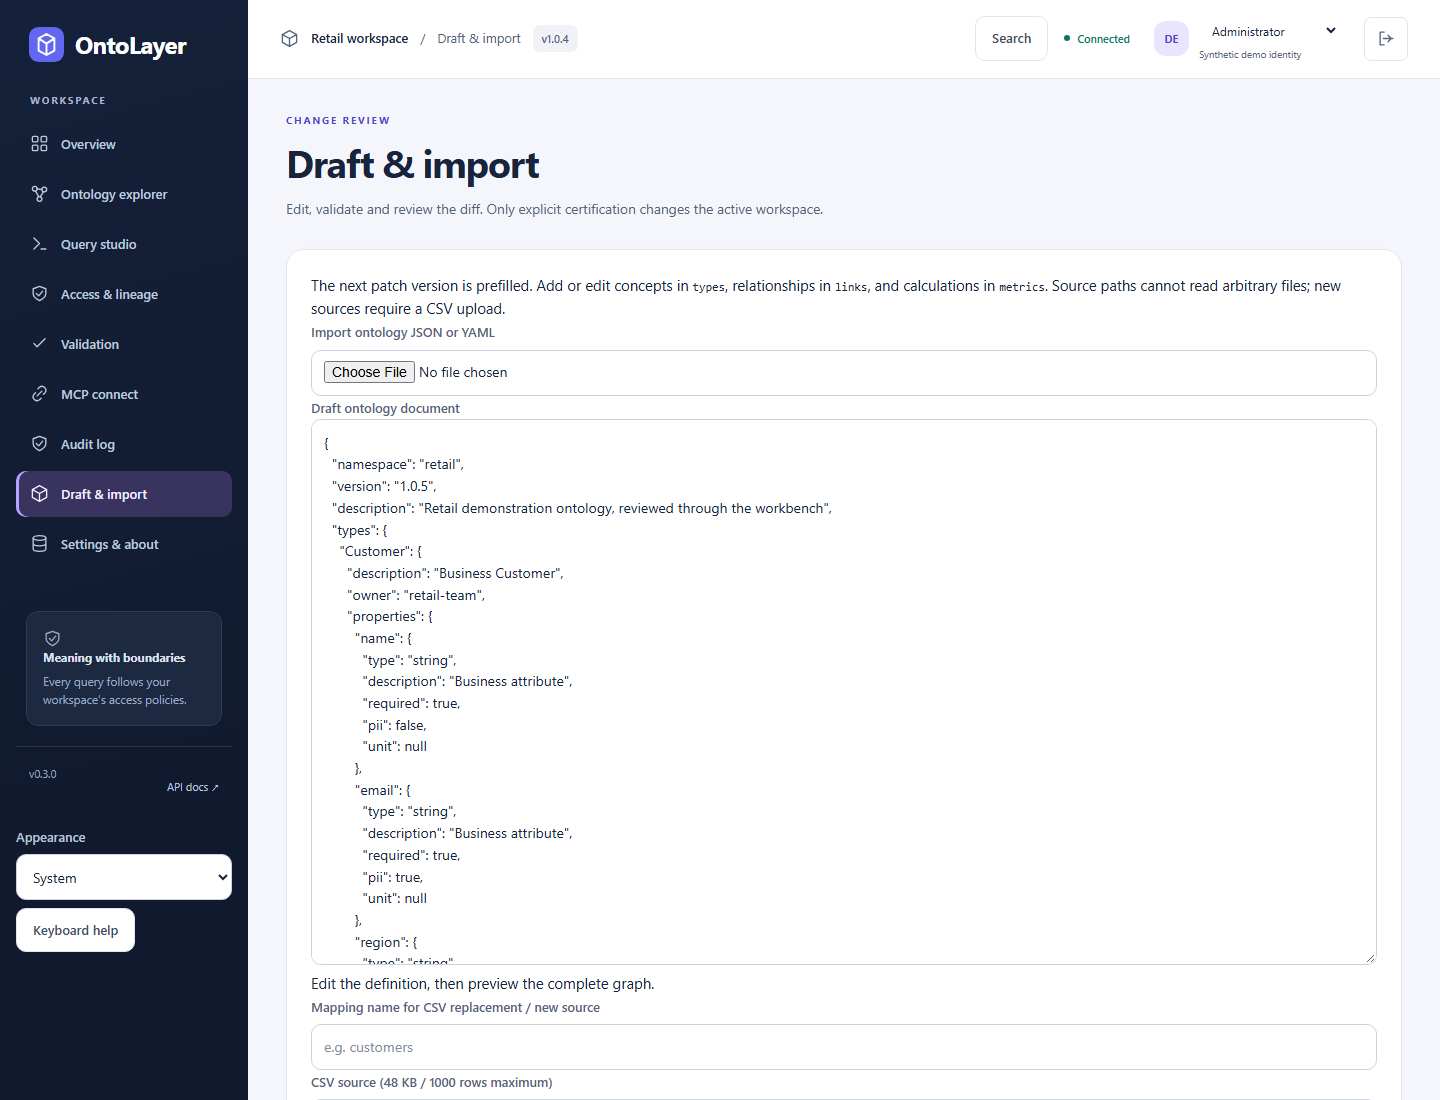 OntoLayer
WORKSPACE
Overview
Ontology explorer
Query studio
Access & lineage
Validation
MCP connect
Audit log
Draft & import
Settings & about
Meaning with boundaries
Every query follows your
workspace's access policies.
v0.3.0
API docs ↗
Appearance
System
Keyboard help
Retail workspace / Draft & import v1.0.4
Search
Connected
DE
Administrator
Synthetic demo identity
CHANGE REVIEW
Draft & import
Edit, validate and review the diff. Only explicit certification changes the active workspace.
The next patch version is prefilled. Add or edit concepts in types, relationships in links, and calculations in metrics. Source paths cannot read arbitrary files; new
sources require a CSV upload.
Import ontology JSON or YAML
Choose File No file chosen
Draft ontology document
{
"namespace": "retail",
"version": "1.0.5",
"description": "Retail demonstration ontology, reviewed through the workbench",
"types": {
"Customer": {
"description": "Business Customer",
"owner": "retail-team",
"properties": {
"name": {
"type": "string",
"description": "Business attribute",
"required": true,
"pii": false,
"unit": null
},
"email": {
"type": "string",
"description": "Business attribute",
"required": true,
"pii": true,
"unit": null
},
"region": {
"type": "string",
Edit the definition, then preview the complete graph.
Mapping name for CSV replacement / new source
e.g. customers
CSV source (48 KB / 1000 rows maximum)